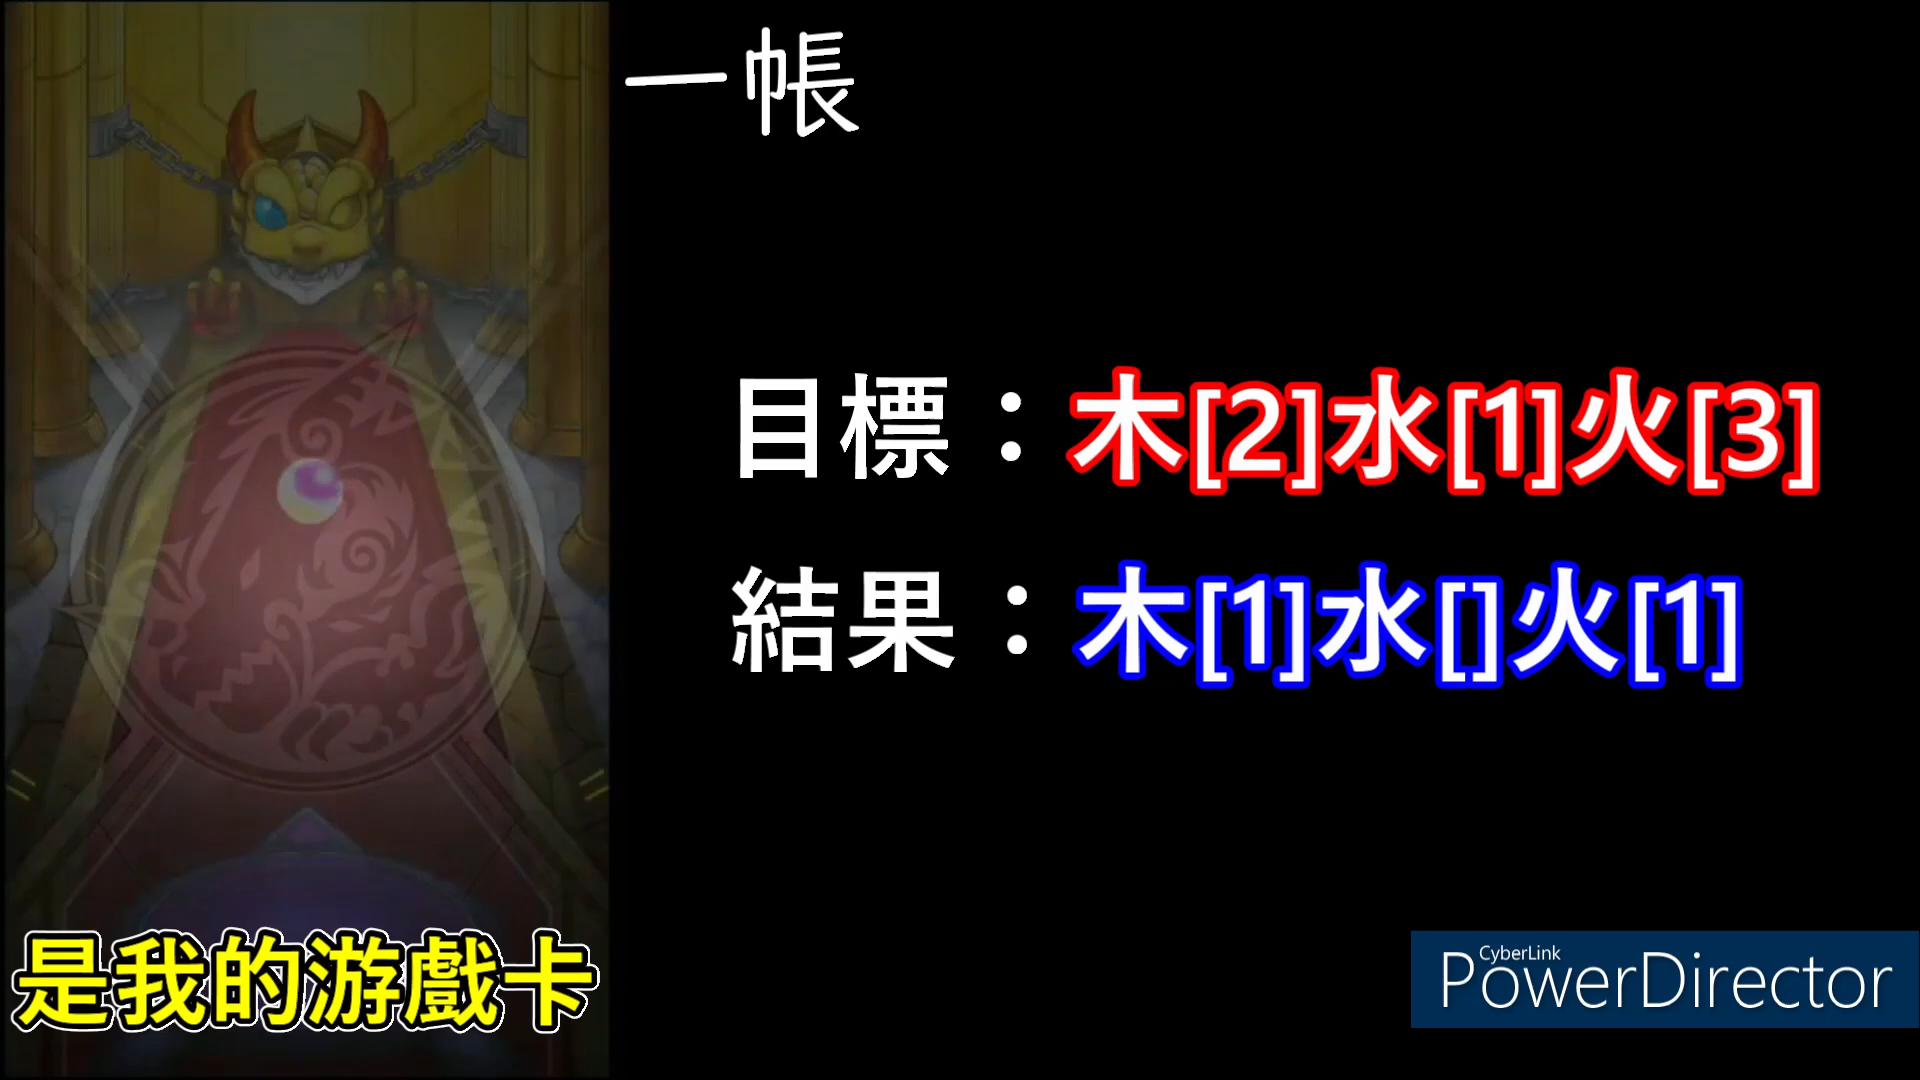 一帳
目標：木[2]水[1]火[3]
結果：木[1]水[]火[1]
是我的游戲卡
CyberLink
PowerDirector